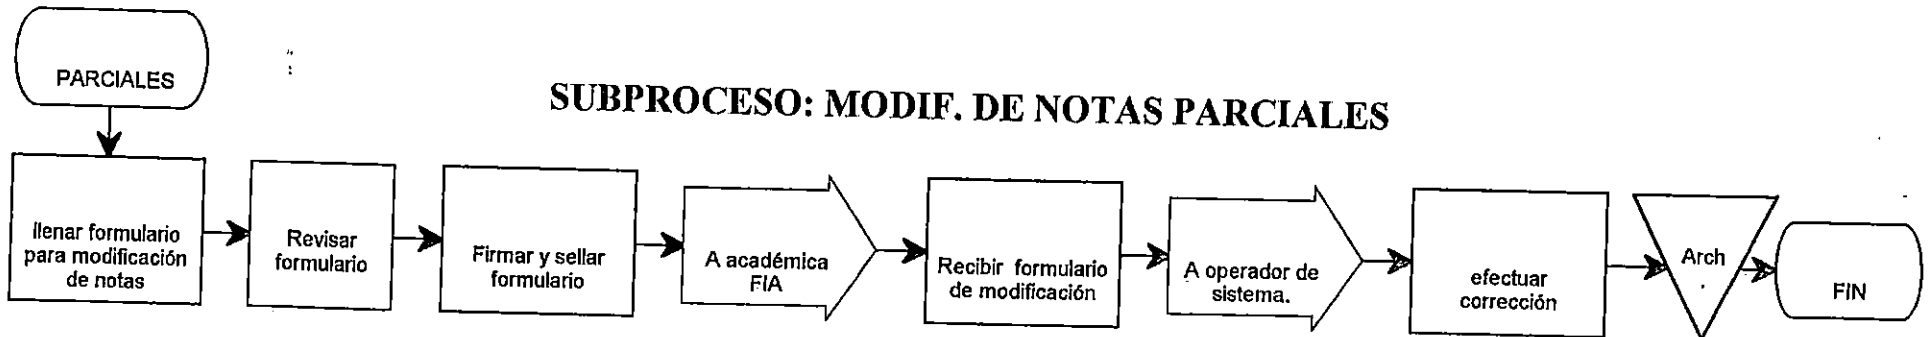 PARCIALES
SUBPROCESO: MODIF. DE NOTAS PARCIALES
llenar formulario
para modificación
de notas
Revisar
formulario
Firmar y sellar
formulario
A académica
FIA
Recibir formulario
de modificación
A operador de
sistema.
efectuar
corrección
Arch
FIN